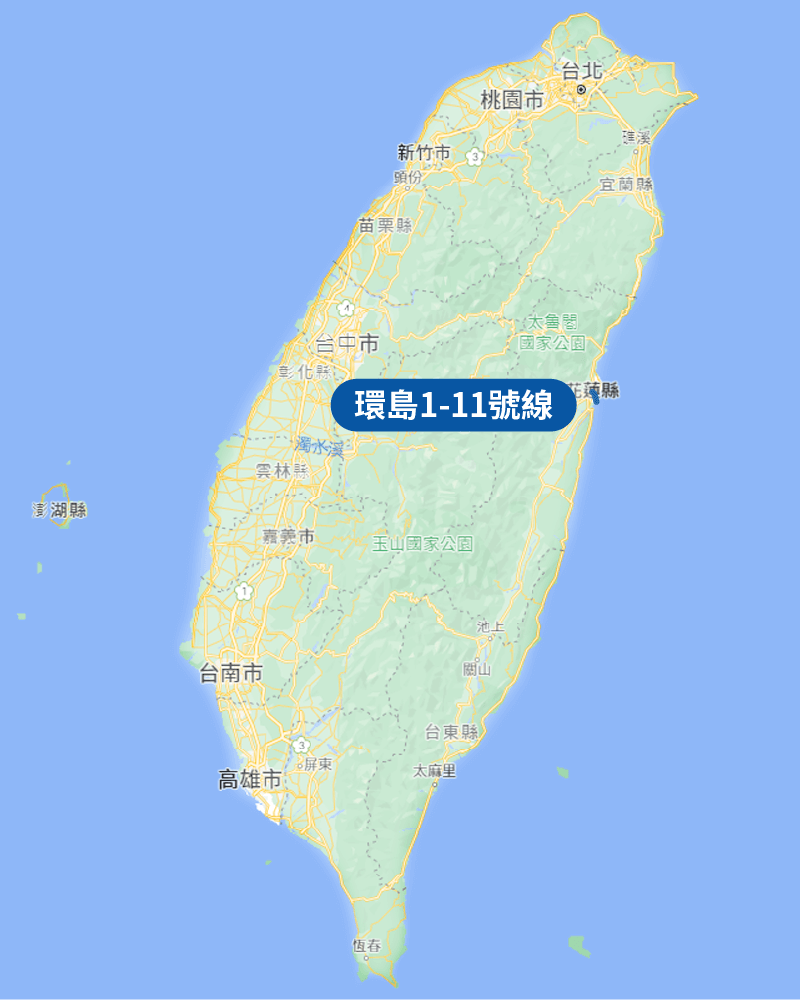 台北
桃園市
礁溪
新竹市
3
頭份
宜蘭縣
苗栗縣
4
太魯閣
國家公園
台中市
彰化縣
花蓮縣
環島1-11號線
濁水溪
雲林縣
澎湖縣
嘉義市
玉山國家公園
1
池上
關山
台南市
台東縣
3
屏東
太麻里
高雄市
恆春